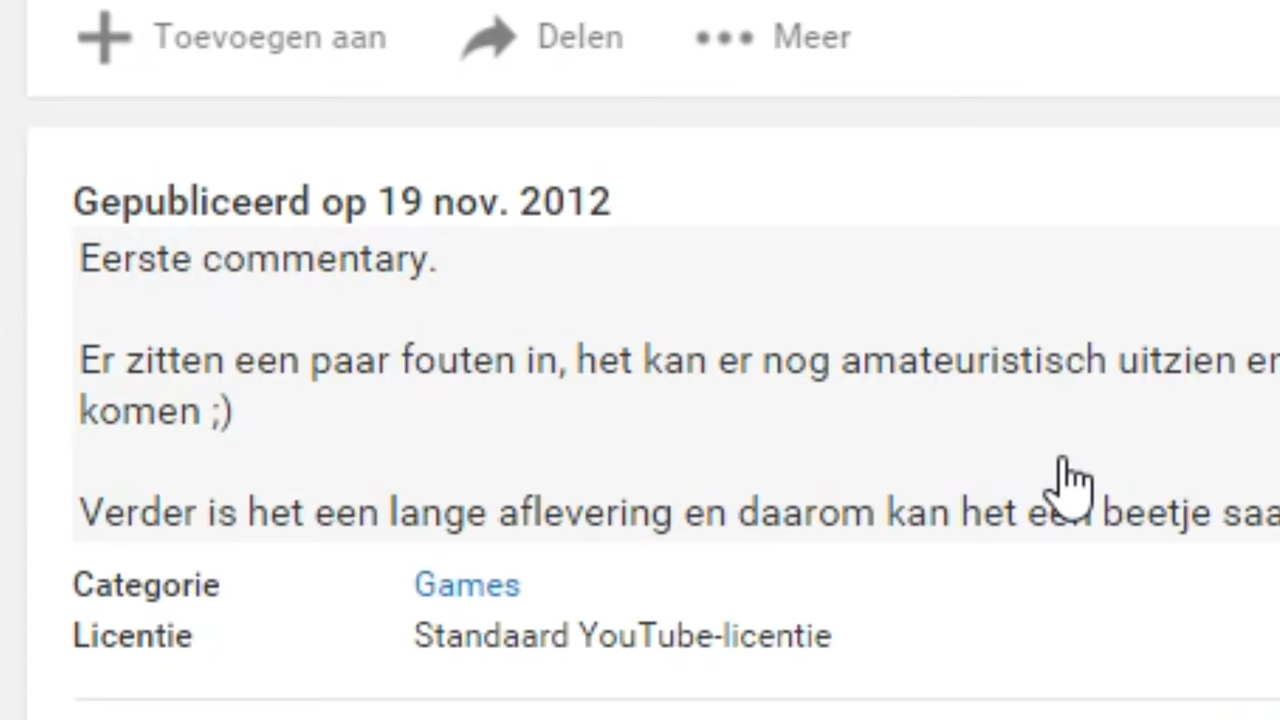 Toevoegen aan Delen Meer
Gepubliceerd op 19 nov. 2012
Eerste commentary.
Er zitten een paar fouten in, het kan er nog amateuristisch uitzien
komen ;)
Verder is het een lange aflevering en daarom kan het een beetje
Categorie Games
Licentie Standaard YouTube-licentie